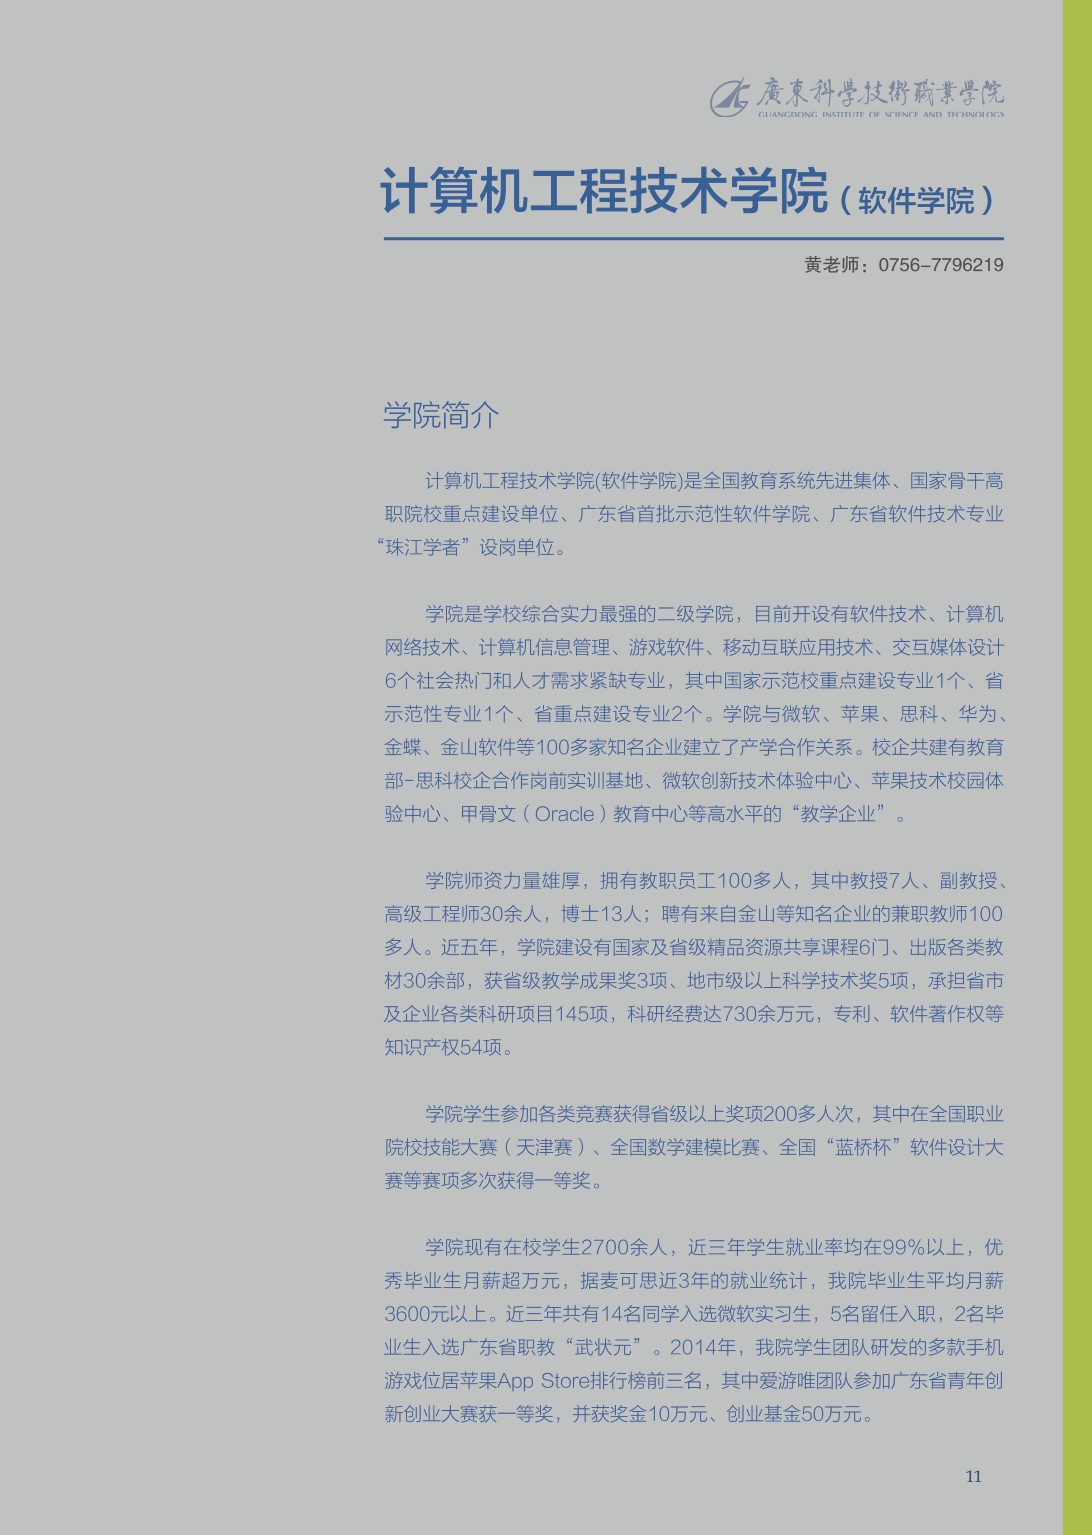 廣東科学技術職業学院
GUANGDONG INSTITUTE OF SCIENCE AND TECHNOLOGY
计算机工程技术学院（软件学院）
黄老师：0756-7796219
学院简介
计算机工程技术学院(软件学院)是全国教育系统先进集体、国家骨干高
职院校重点建设单位、广东省首批示范性软件学院、广东省软件技术专业
“珠江学者”设岗单位。
学院是学校综合实力最强的二级学院，目前开设有软件技术、计算机
网络技术、计算机信息管理、游戏软件、移动互联应用技术、交互媒体设计
6个社会热门和人才需求紧缺专业，其中国家示范校重点建设专业1个、省
示范性专业1个、省重点建设专业2个。学院与微软、苹果、思科、华为、
金蝶、金山软件等100多家知名企业建立了产学合作关系。校企共建有教育
部-思科校企合作岗前实训基地、微软创新技术体验中心、苹果技术校园体
验中心、甲骨文（Oracle）教育中心等高水平的“教学企业”。
学院师资力量雄厚，拥有教职员工100多人，其中教授7人、副教授、
高级工程师30余人，博士13人；聘有来自金山等知名企业的兼职教师100
多人。近五年，学院建设有国家及省级精品资源共享课程6门、出版各类教
材30余部，获省级教学成果奖3项、地市级以上科学技术奖5项，承担省市
及企业各类科研项目145项，科研经费达730余万元，专利、软件著作权等
知识产权54项。
学院学生参加各类竞赛获得省级以上奖项200多人次，其中在全国职业
院校技能大赛（天津赛）、全国数学建模比赛、全国“蓝桥杯”软件设计大
赛等赛项多次获得一等奖。
学院现有在校学生2700余人，近三年学生就业率均在99%以上，优
秀毕业生月薪超万元，据麦可思近3年的就业统计，我院毕业生平均月薪
3600元以上。近三年共有14名同学入选微软实习生，5名留任入职，2名毕
业生入选广东省职教“武状元”。2014年，我院学生团队研发的多款手机
游戏位居苹果App Store排行榜前三名，其中爱游唯团队参加广东省青年创
新创业大赛获一等奖，并获奖金10万元、创业基金50万元。
11